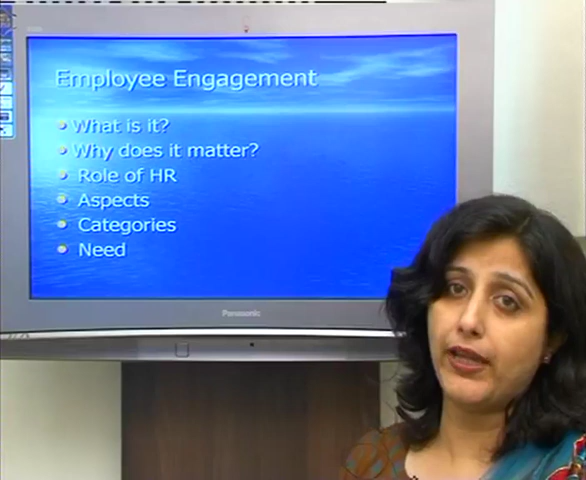 Employee Engagement
What is it?
Why does it matter?
Role of HR
Aspects
Categories
Need
Panasonic